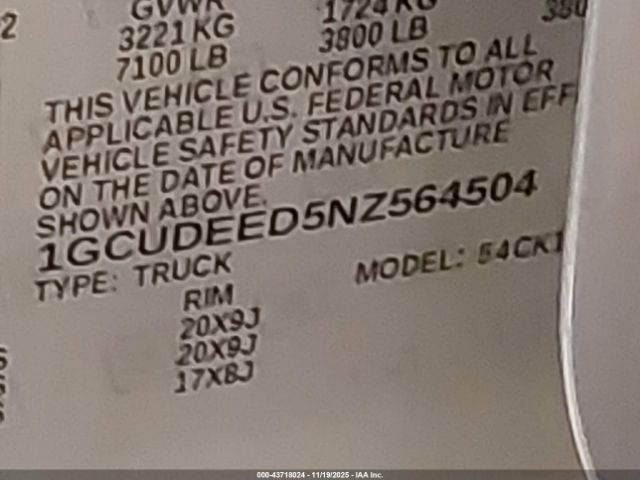 GVWR 1724 KG
3221 KG 3800 LB
7100 LB
THIS VEHICLE CONFORMS TO ALL
APPLICABLE U.S. FEDERAL MOTOR
VEHICLE SAFETY STANDARDS IN EFF
ON THE DATE OF MANUFACTURE
SHOWN ABOVE.
1GCUDEED5NZ564504
TYPE: TRUCK MODEL: 54CK1
RIM
20X9J
20X9J
17X8J
000-43718024 - 11/19/2025 - IAA Inc.